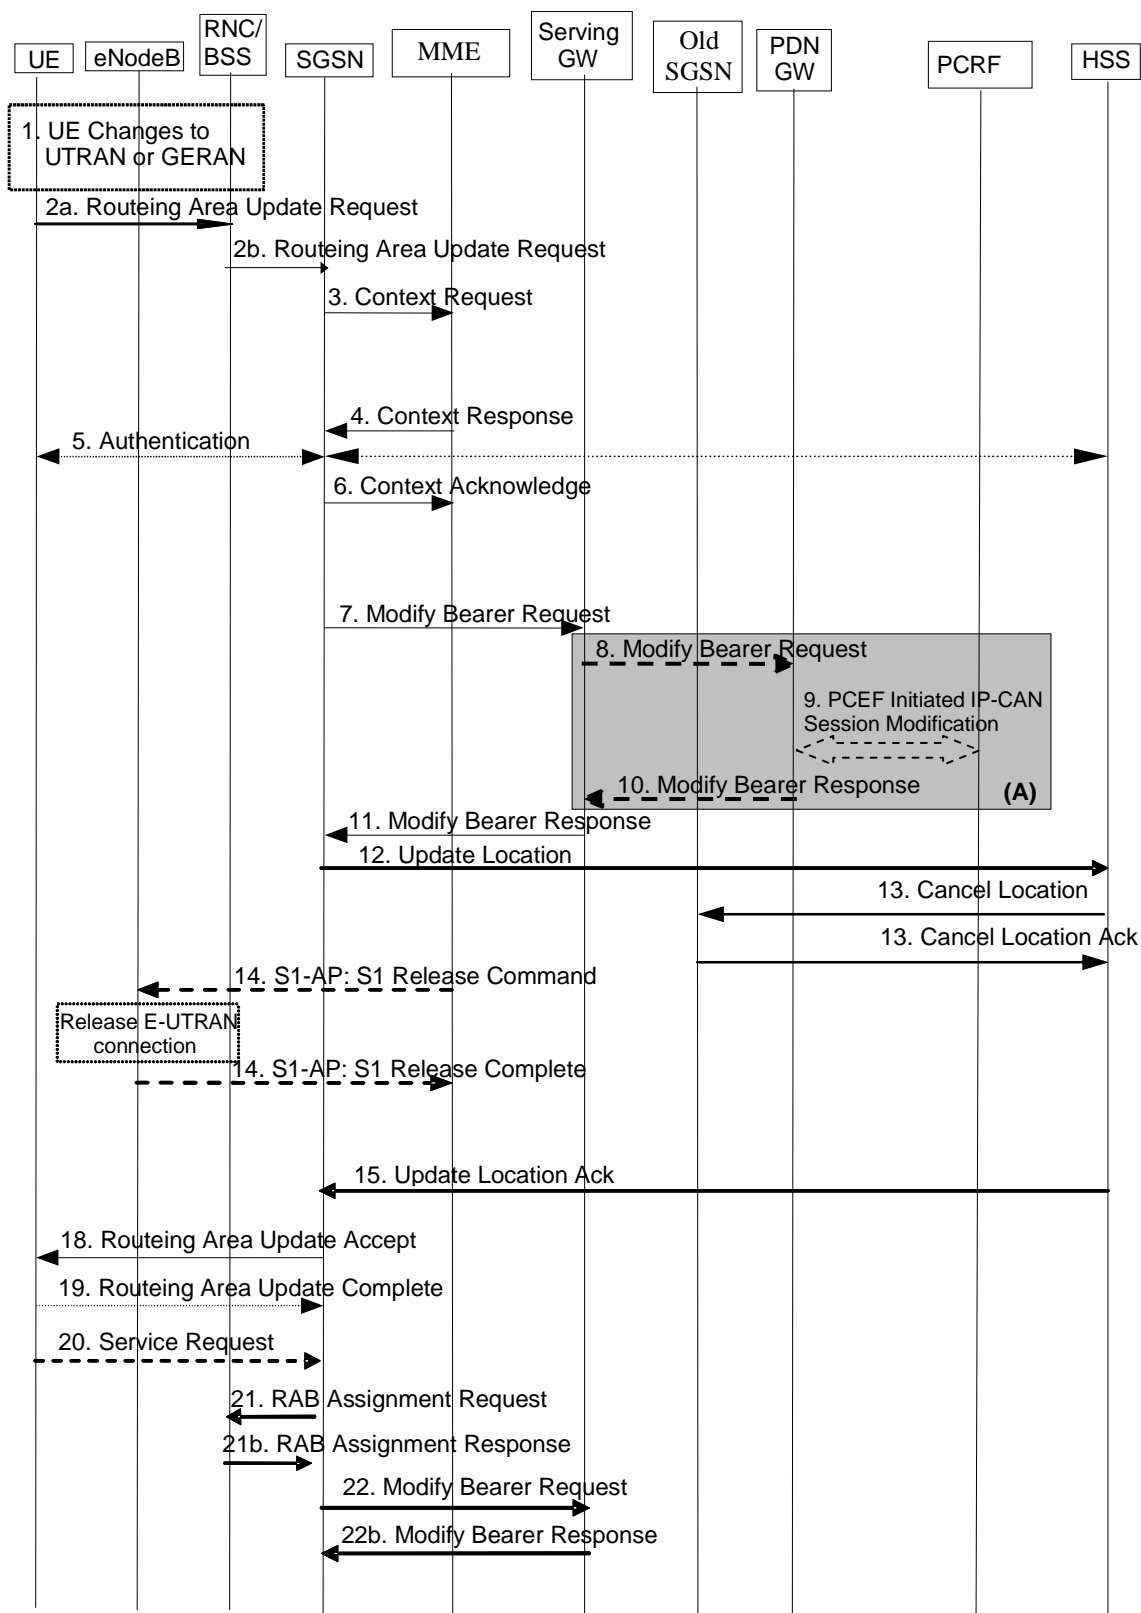 UE
eNodeB
RNC/
BSS
SGSN
MME
Serving
GW
Old
SGSN
PDN
GW
PCRF
HSS
1. UE Changes to
UTRAN or GERAN
2a. Routeing Area Update Request
2b. Routeing Area Update Request
3. Context Request
4. Context Response
5. Authentication
6. Context Acknowledge
7. Modify Bearer Request
8. Modify Bearer Request
9. PCEF Initiated IP-CAN
Session Modification
10. Modify Bearer Response
(A)
11. Modify Bearer Response
12. Update Location
13. Cancel Location
13. Cancel Location Ack
14. S1-AP: S1 Release Command
Release E-UTRAN
connection
14. S1-AP: S1 Release Complete
15. Update Location Ack
18. Routeing Area Update Accept
19. Routeing Area Update Complete
20. Service Request
21. RAB Assignment Request
21b. RAB Assignment Response
22. Modify Bearer Request
22b. Modify Bearer Response